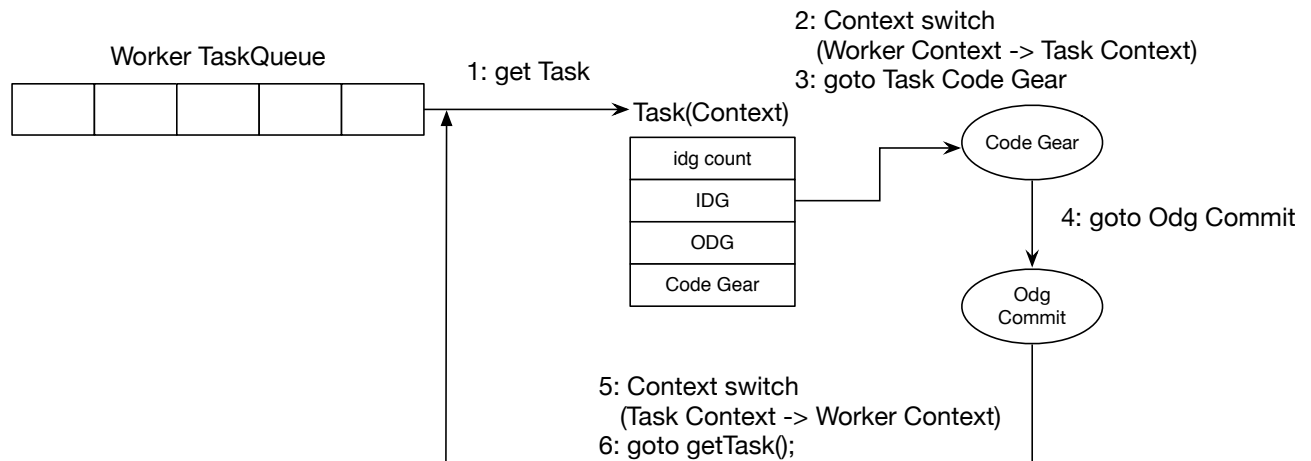 2: Context switch
(Worker Context -> Task Context)
3: goto Task Code Gear
Worker TaskQueue
1: get Task
Task(Context)
idg count
IDG
ODG
Code Gear
Code Gear
4: goto Odg Commit
Odg
Commit
5: Context switch
(Task Context -> Worker Context)
6: goto getTask();